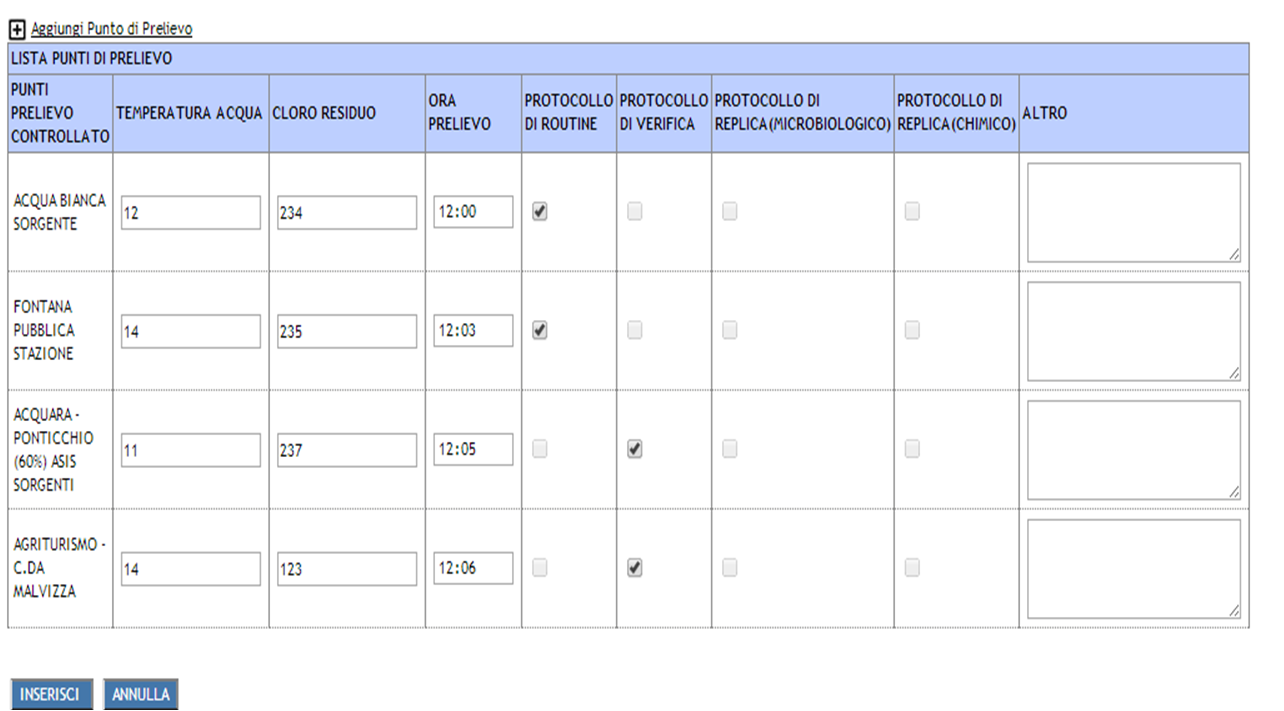 Aggiungi Punto di Prelievo
LISTA PUNTI DI PRELIEVO
PUNTI
PRELIEVO
CONTROLLATO
TEMPERATURA ACQUA
CLORO RESIDUO
ORA
PRELIEVO
PROTOCOLLO
DI ROUTINE
PROTOCOLLO
DI VERIFICA
PROTOCOLLO DI
REPLICA(MICROBIOLOGICO)
PROTOCOLLO DI
REPLICA(CHIMICO)
ALTRO
ACQUA BIANCA
SORGENTE
12
234
12:00
FONTANA
PUBBLICA
STAZIONE
14
235
12:03
ACQUARA -
PONTICCHIO
(60%) ASIS
SORGENTI
11
237
12:05
AGRITURISMO -
C.DA
MALVIZZA
14
123
12:06
INSERISCI
ANNULLA